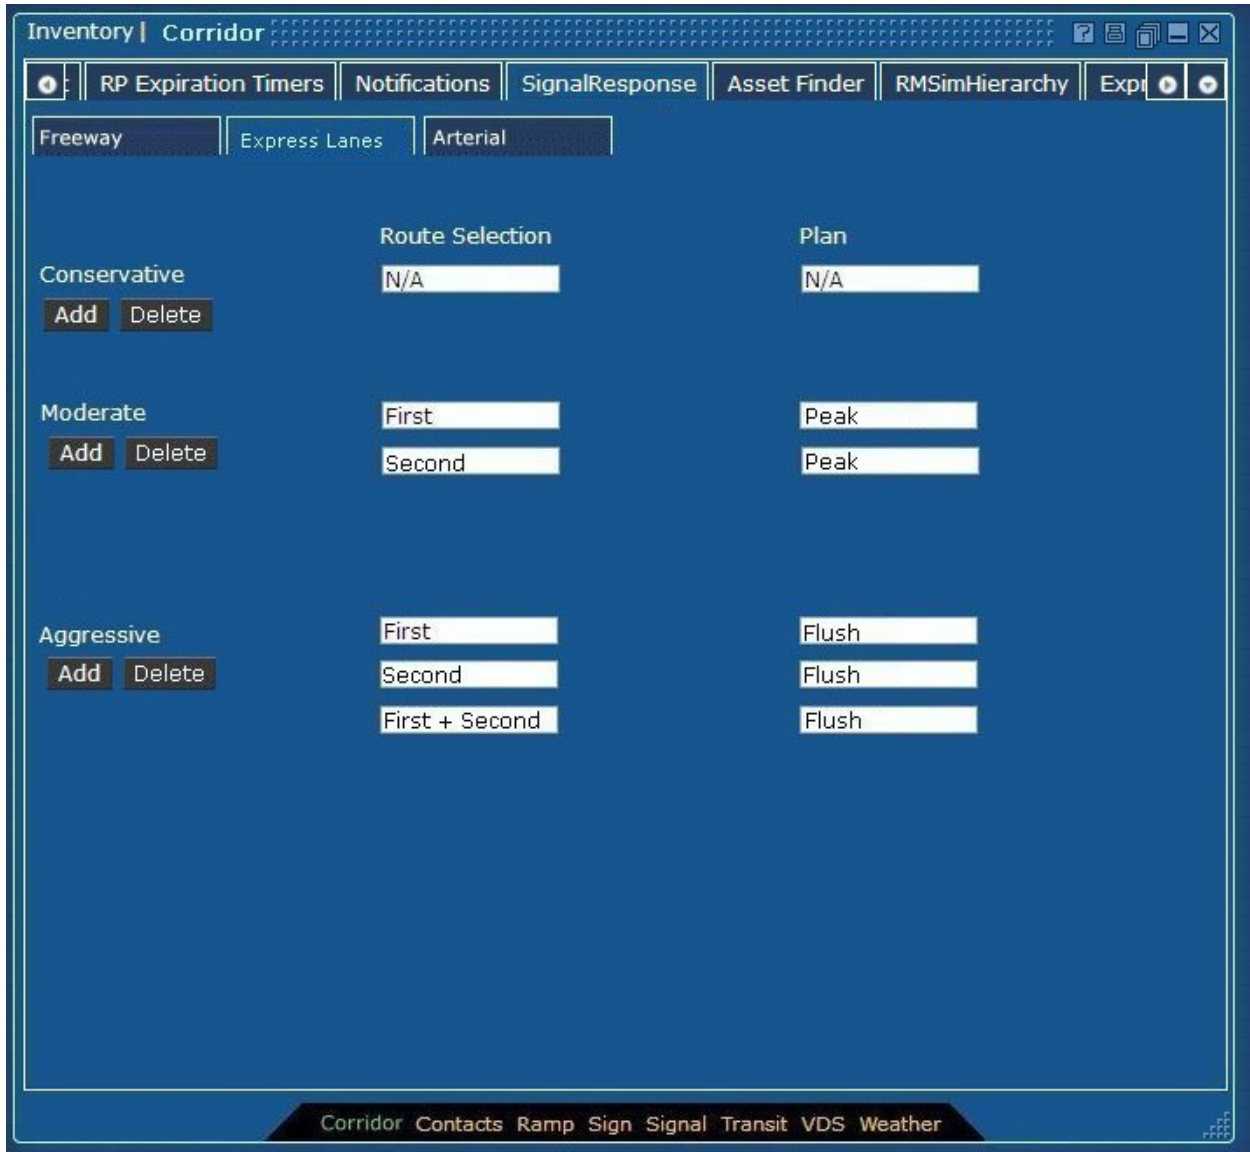 Inventory | Corridor
RP Expiration Timers Notifications SignalResponse Asset Finder RMSimHierarchy
Freeway Express Lanes Arterial
Route Selection Plan
Conservative N/A N/A
Add Delete
Moderate First Peak
Add Delete Second Peak
Aggressive First Flush
Add Delete Second Flush
First + Second Flush
Corridor Contacts Ramp Sign Signal Transit VDS Weather